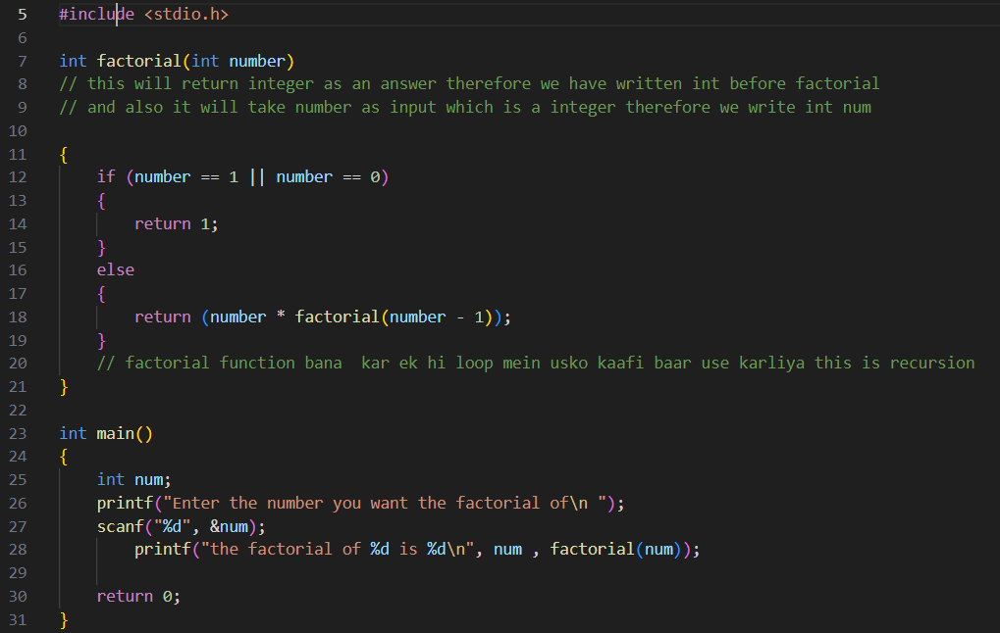 5 #include <stdio.h>
6
7 int factorial(int number)
8 // this will return integer as an answer therefore we have written int before factorial
9 // and also it will take number as input which is a integer therefore we write int num
10
11 {
12 if (number == 1 || number == 0)
13 {
14 return 1;
15 }
16 else
17 {
18 return (number * factorial(number - 1));
19 }
20 // factorial function bana  kar ek hi loop mein usko kaafi baar use karliya this is recursion
21 }
22
23 int main()
24 {
25 int num;
26 printf("Enter the number you want the factorial of\n ");
27 scanf("%d", &num);
28 printf("the factorial of %d is %d\n", num , factorial(num));
29
30 return 0;
31 }